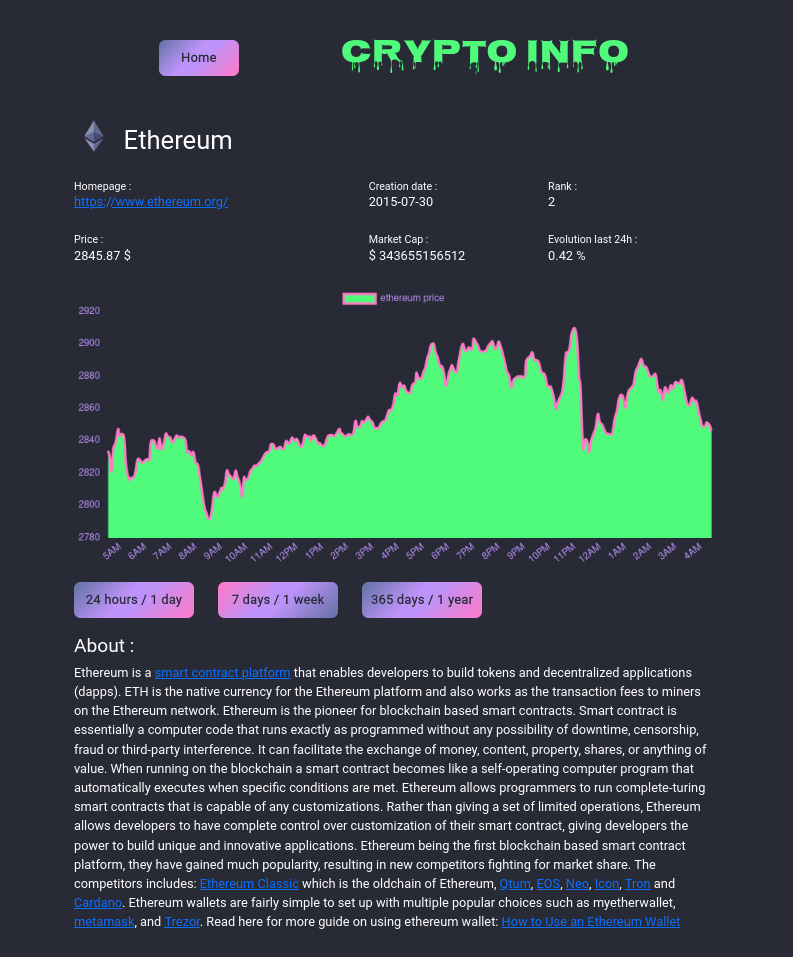 Home
CRYPTO INFO
Ethereum
Homepage :
Creation date :
Rank :
https://www.ethereum.org/
2015-07-30
2
Price :
Market Cap :
Evolution last 24h :
2845.87 $
$ 343655156512
0.42 %
ethereum price
2920
2900
2880
2860
2840
2820
2800
2780
5AM 6AM 7AM 8AM 9AM 10AM 11AM 12PM 1PM 2PM 3PM 4PM 5PM 6PM 7PM 8PM 9PM 10PM 11PM 12AM 1AM 2AM 3AM 4AM
24 hours / 1 day
7 days / 1 week
365 days / 1 year
About :
Ethereum is a smart contract platform that enables developers to build tokens and decentralized applications
(dapps). ETH is the native currency for the Ethereum platform and also works as the transaction fees to miners
on the Ethereum network. Ethereum is the pioneer for blockchain based smart contracts. Smart contract is
essentially a computer code that runs exactly as programmed without any possibility of downtime, censorship,
fraud or third-party interference. It can facilitate the exchange of money, content, property, shares, or anything of
value. When running on the blockchain a smart contract becomes like a self-operating computer program that
automatically executes when specific conditions are met. Ethereum allows programmers to run complete-turing
smart contracts that is capable of any customizations. Rather than giving a set of limited operations, Ethereum
allows developers to have complete control over customization of their smart contract, giving developers the
power to build unique and innovative applications. Ethereum being the first blockchain based smart contract
platform, they have gained much popularity, resulting in new competitors fighting for market share. The
competitors includes: Ethereum Classic which is the oldchain of Ethereum, Qtum, EOS, Neo, Icon, Tron and
Cardano. Ethereum wallets are fairly simple to set up with multiple popular choices such as myetherwallet,
metamask, and Trezor. Read here for more guide on using ethereum wallet: How to Use an Ethereum Wallet